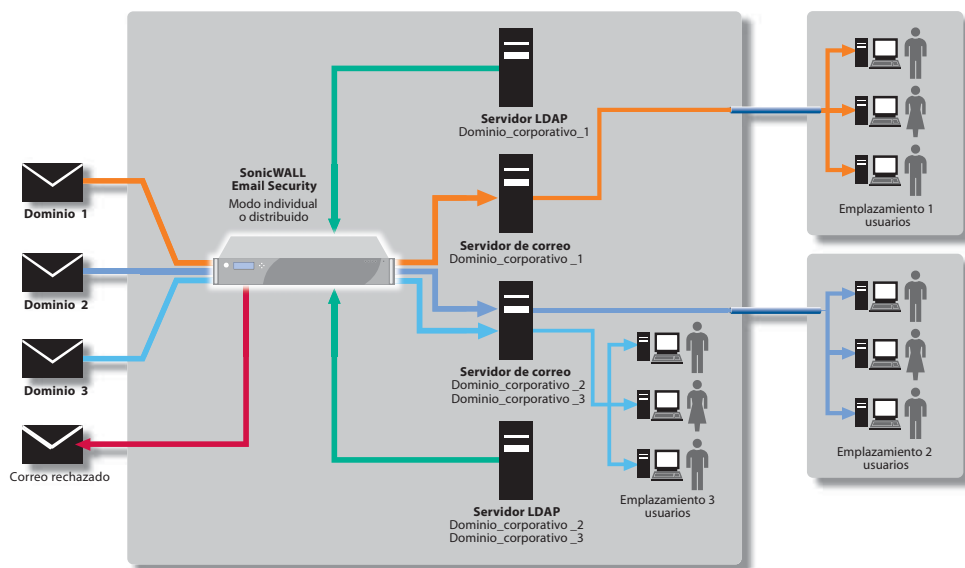 Servidor LDAP
Dominio_corporativo_1
SonicWALL
Email Security
Modo individual
o distribuido
Dominio 1
Dominio 2
Dominio 3
Correo rechazado
Servidor de correo
Dominio_corporativo _1
Servidor de correo
Dominio_corporativo _2
Dominio_corporativo _3
Servidor LDAP
Dominio_corporativo _2
Dominio_corporativo _3
Emplazamiento 3
usuarios
Emplazamiento 1
usuarios
Emplazamiento 2
usuarios